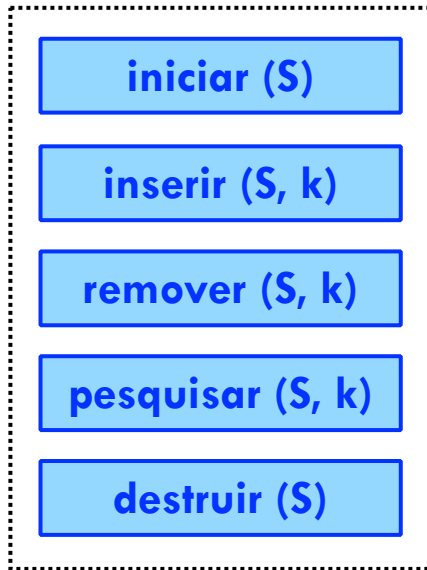 iniciar (S)
inserir (S, k)
remover (S, k)
pesquisar (S, k)
destruir (S)